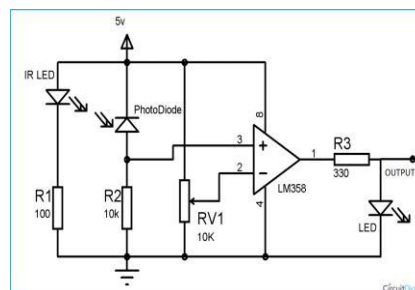 5v
IR LED
PhotoDiode
8
3
2
1
4
LM358
R3
330
OUTPUT
LED
R1
100
R2
10k
RV1
10K